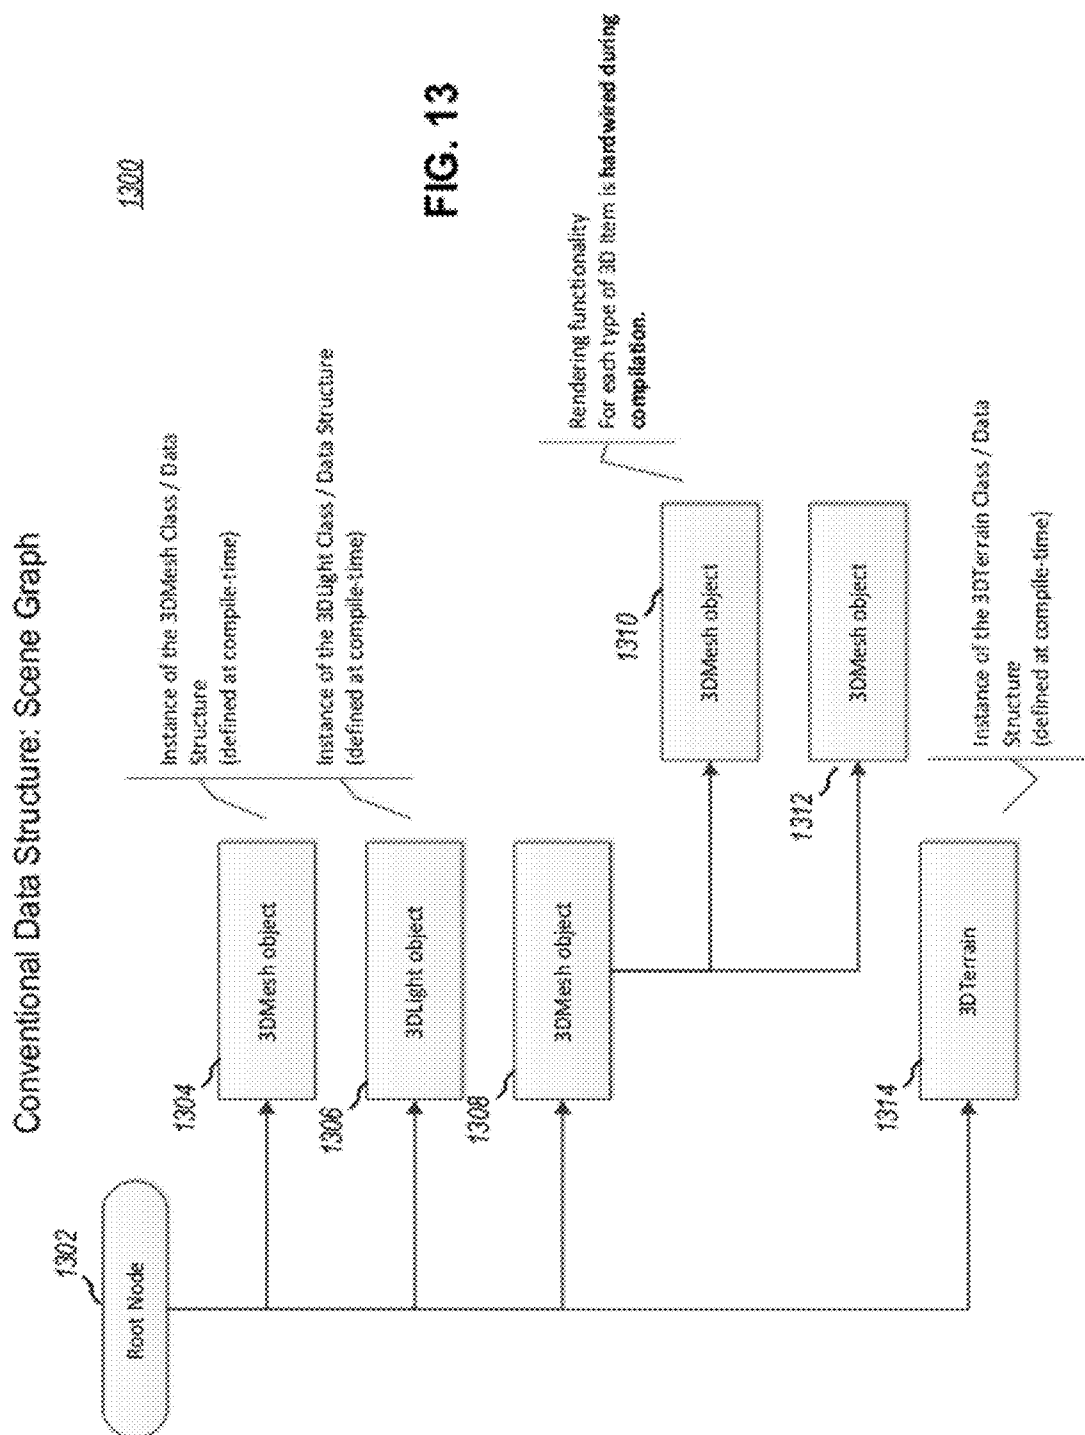 Conventional Data Structure: Scene Graph
1300
1302
Root Node
1304
3DMesh object
Instance of the 3DMesh Class / Data
Structure
(defined at compile-time)
1306
3DLight object
Instance of the 3DLight Class / Data Structure
(defined at compile-time)
1308
3DMesh object
1310
3DMesh object
Rendering functionality
For each type of 3D item is hardwired during
compilation.
1312
3DMesh object
1314
3DTerrain
Instance of the 3DTerrain Class / Data
Structure
(defined at compile-time)
FIG. 13